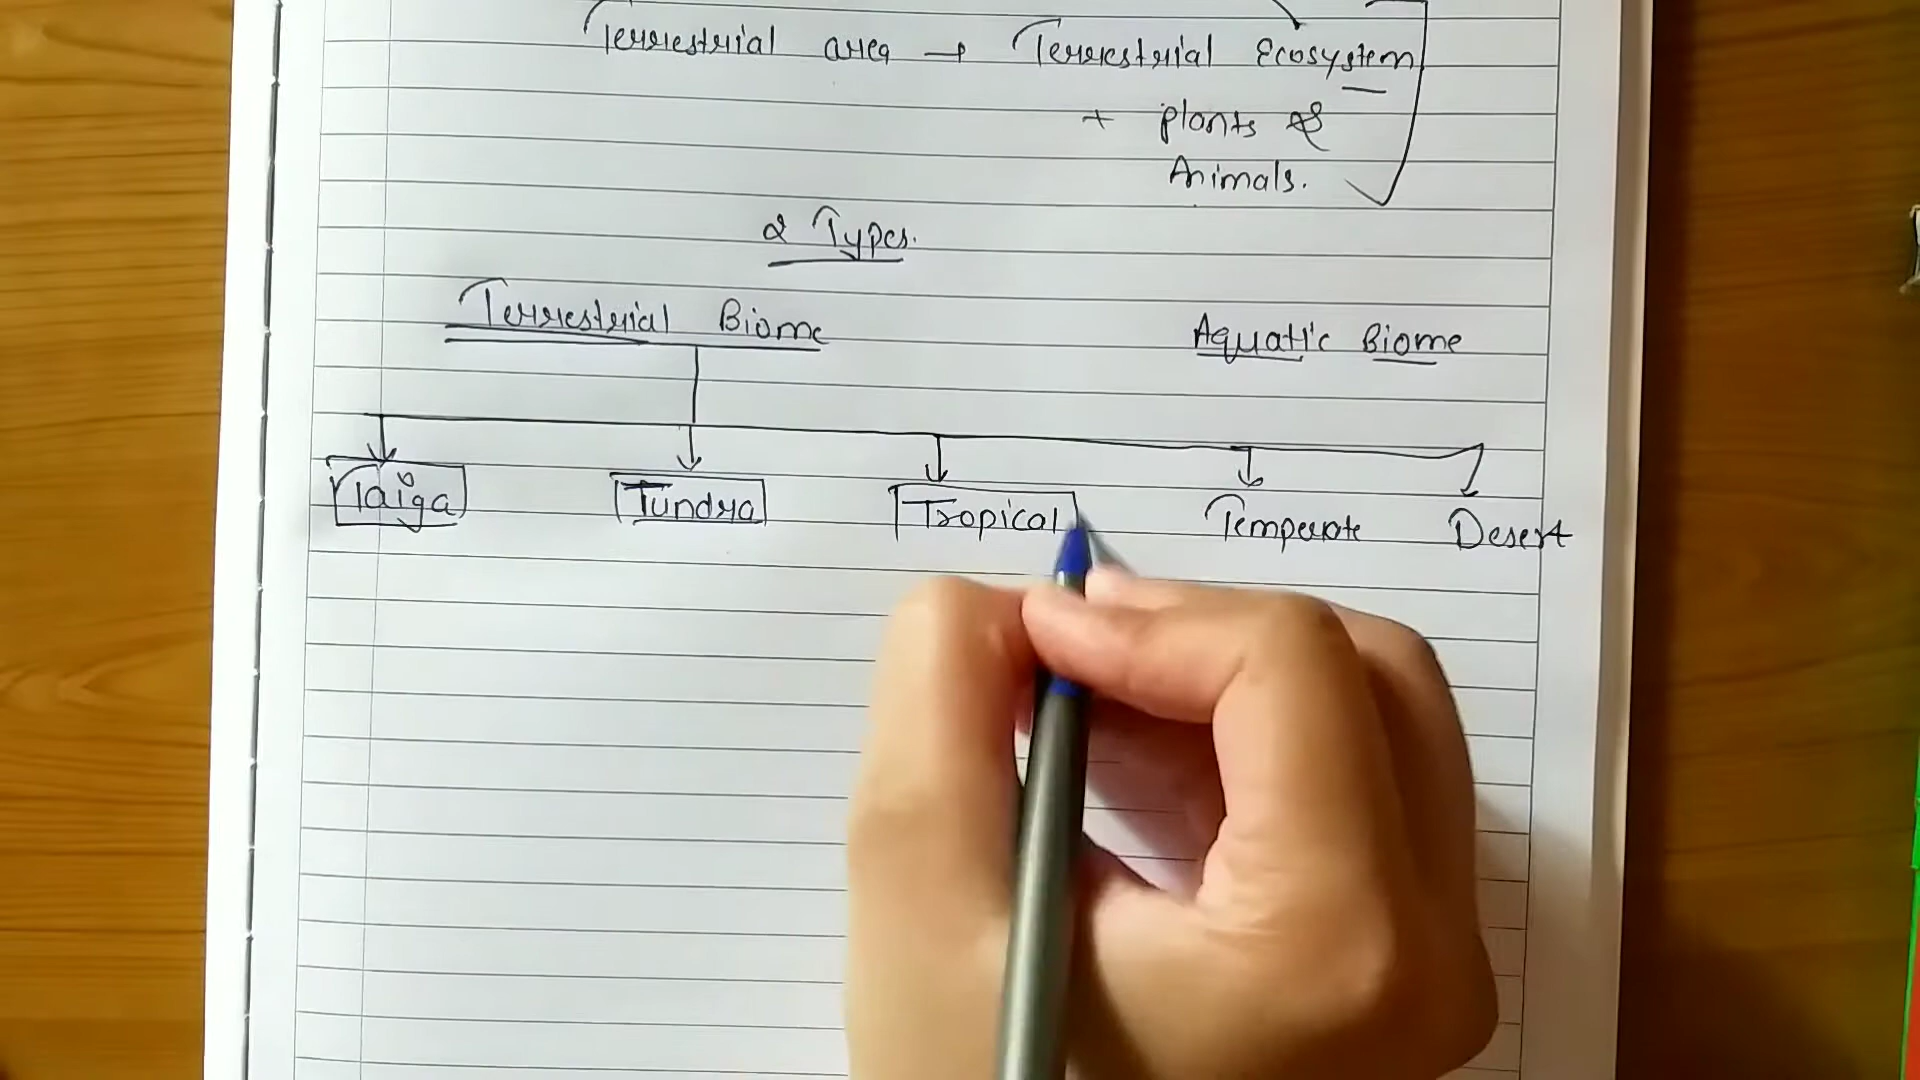 Terrestrial area → Terrestrial Ecosystem
+ plants &
Animals.
2 Types.
Terrestrial Biome Aquatic Biome
Taiga Tundra Tropical Temperate Desert